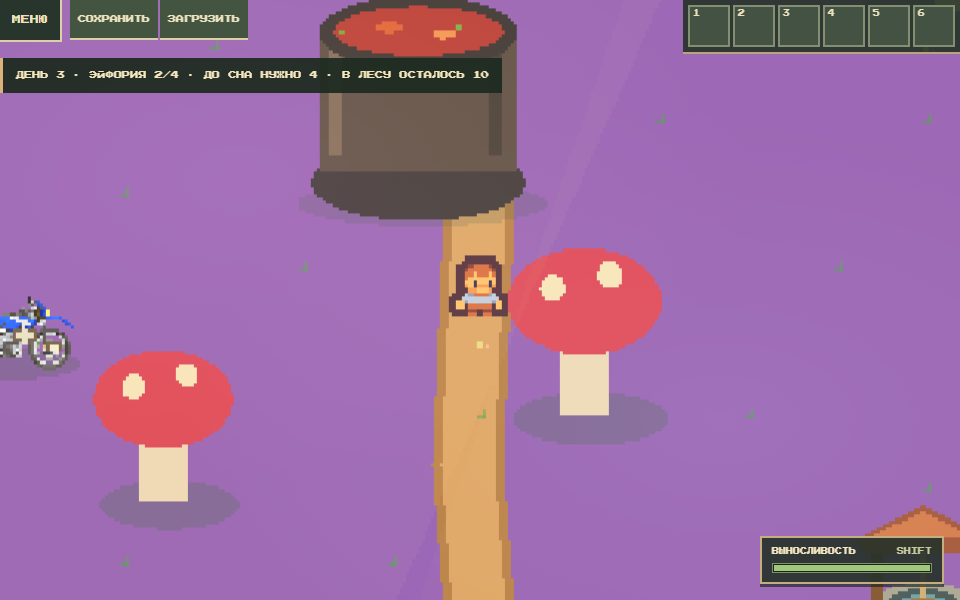 МЕНЮ
СОХРАНИТЬ
ЗАГРУЗИТЬ
1 2 3 4 5 6
ДЕНЬ 3 · ЭЙФОРИЯ 2/4 · ДО СНА НУЖНО 4 · В ЛЕСУ ОСТАЛОСЬ 10
ВЫНОСЛИВОСТЬ SHIFT